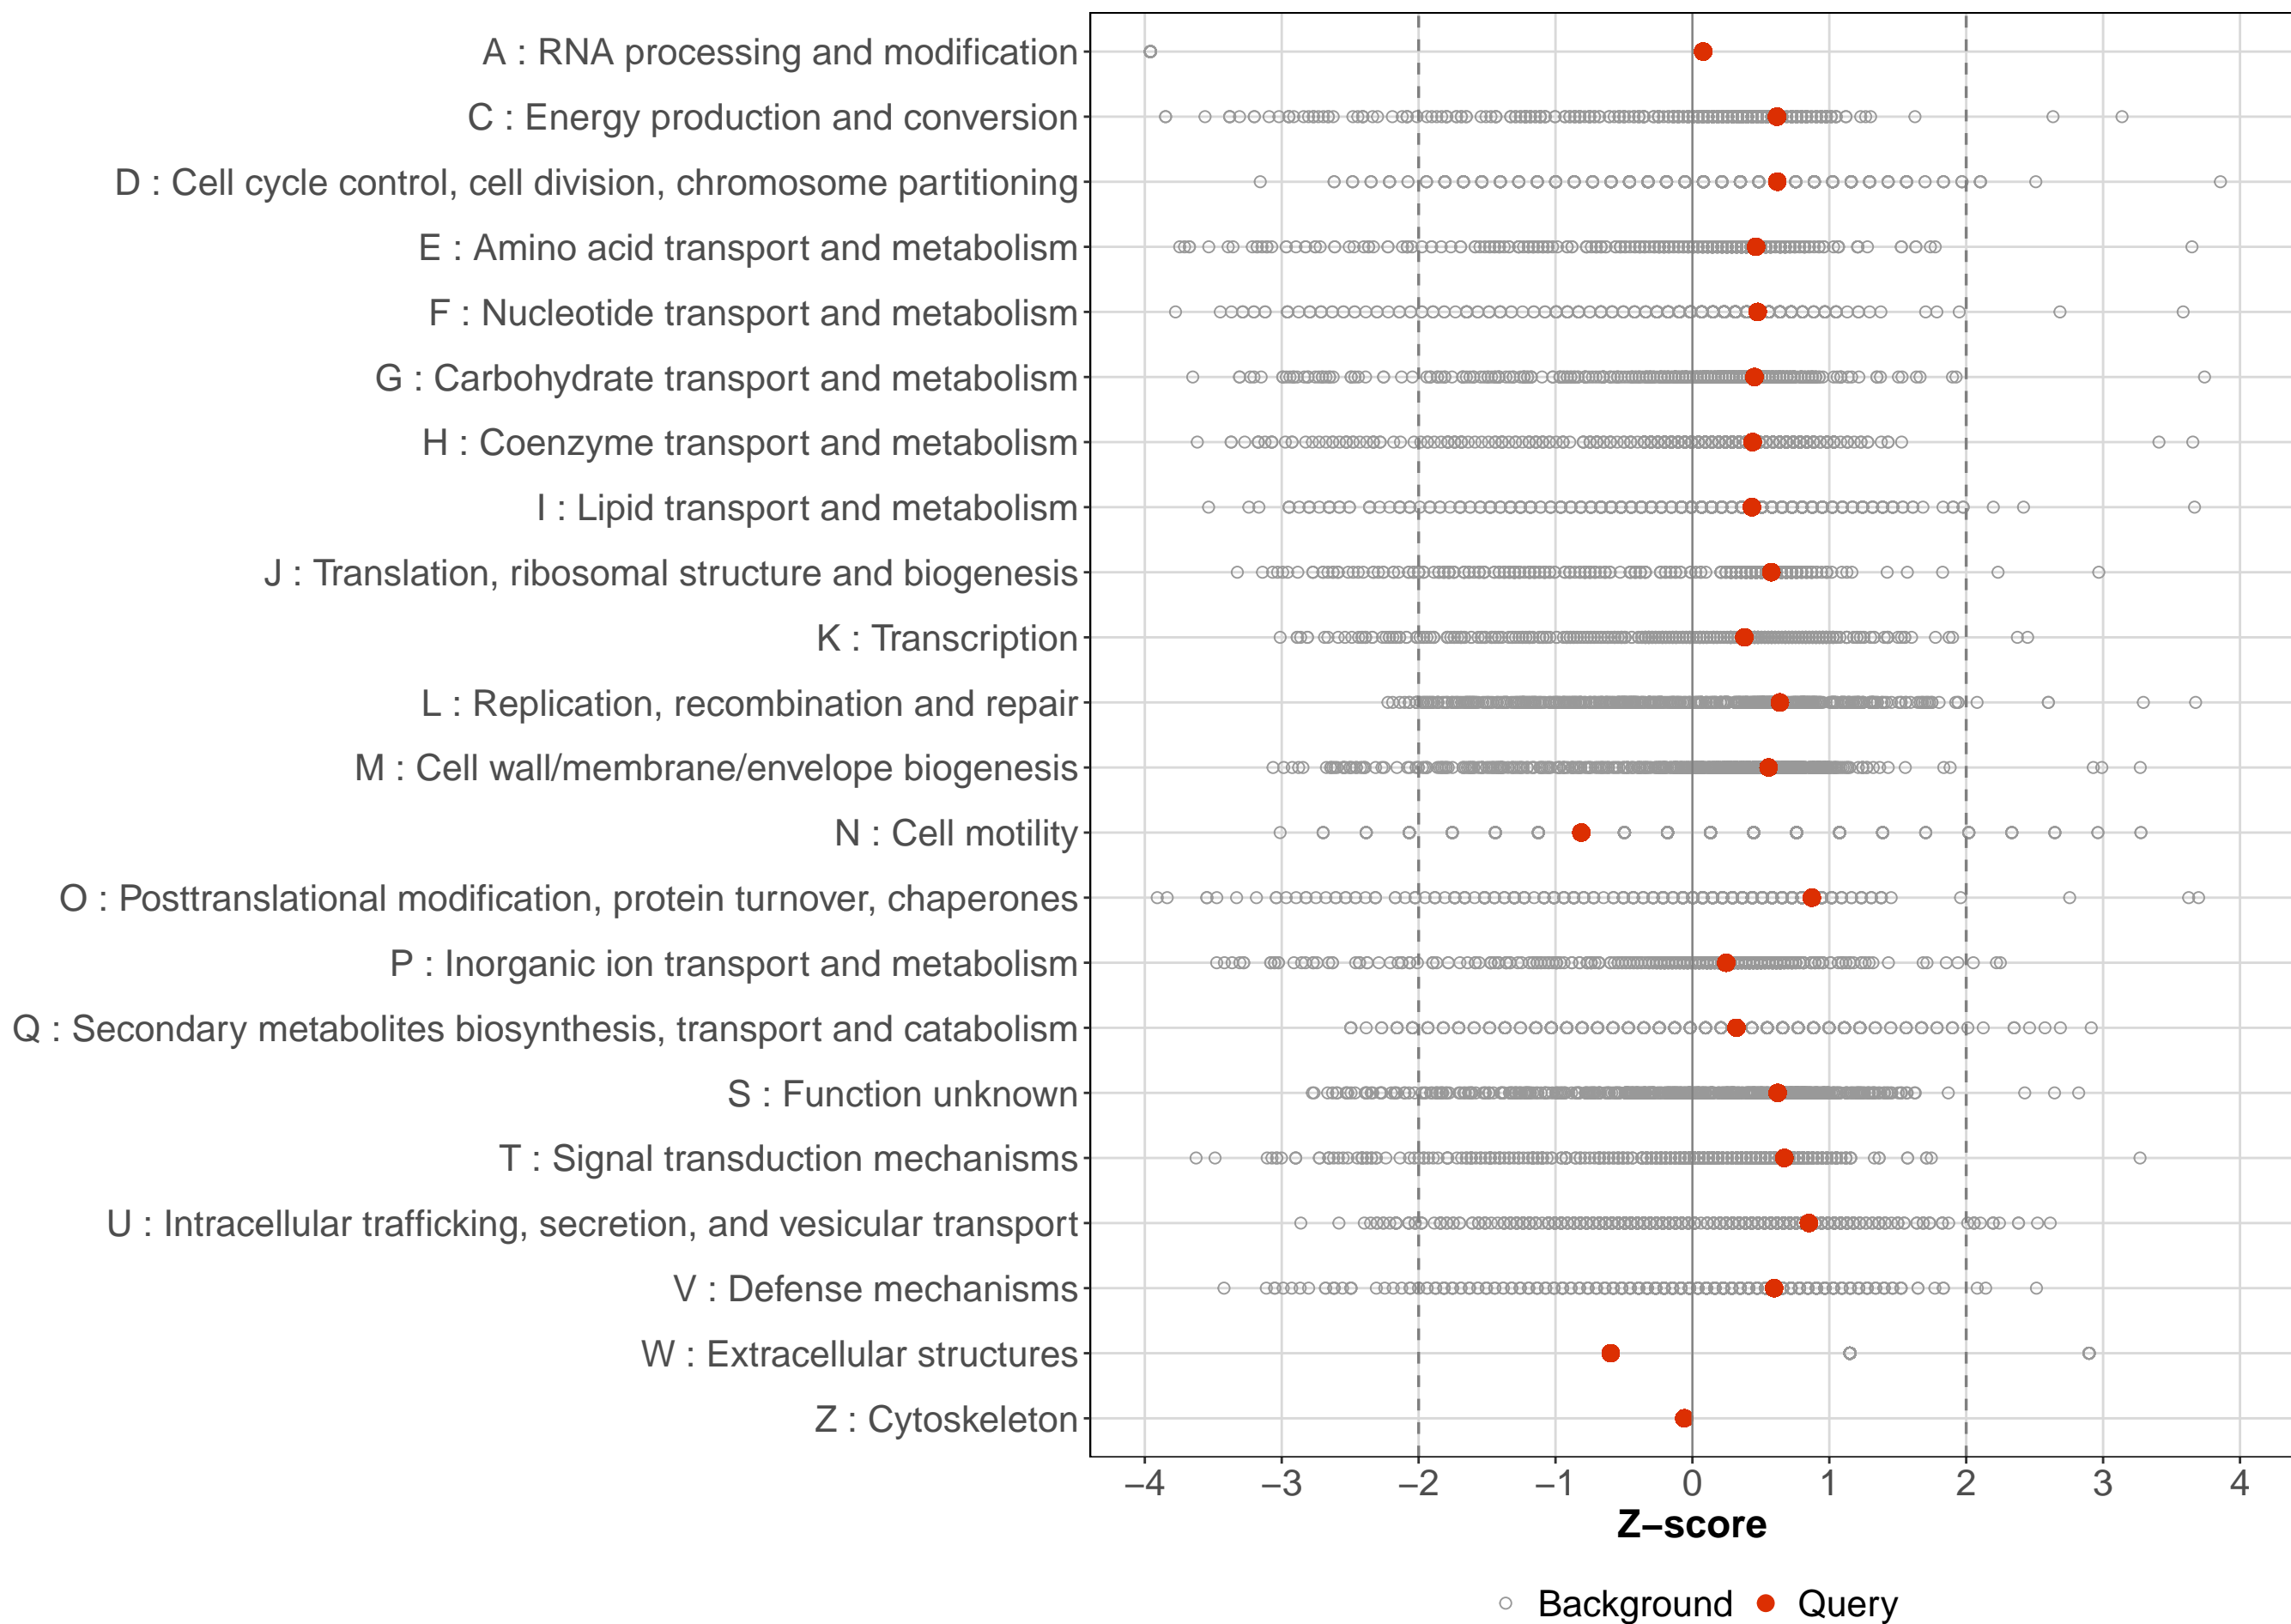 A : RNA processing and modification
C : Energy production and conversion
D : Cell cycle control, cell division, chromosome partitioning
E : Amino acid transport and metabolism
F : Nucleotide transport and metabolism
G : Carbohydrate transport and metabolism
H : Coenzyme transport and metabolism
I : Lipid transport and metabolism
J : Translation, ribosomal structure and biogenesis
K : Transcription
L : Replication, recombination and repair
M : Cell wall/membrane/envelope biogenesis
N : Cell motility
O : Posttranslational modification, protein turnover, chaperones
P : Inorganic ion transport and metabolism
Q : Secondary metabolites biosynthesis, transport and catabolism
S : Function unknown
T : Signal transduction mechanisms
U : Intracellular trafficking, secretion, and vesicular transport
V : Defense mechanisms
W : Extracellular structures
Z : Cytoskeleton
−4 −3 −2 −1 0 1 2 3 4
Z−score
Background Query